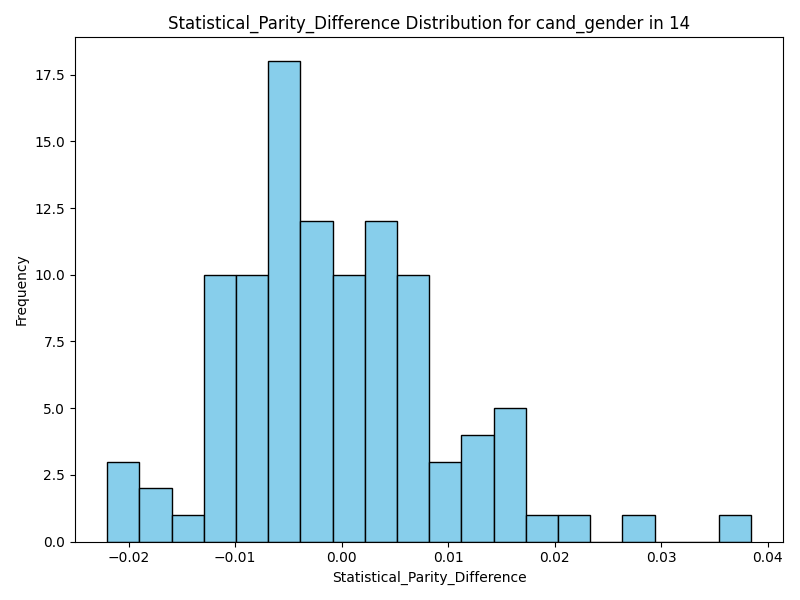 Statistical_Parity_Difference Distribution for cand_gender in 14
17.5
15.0
12.5
10.0
7.5
5.0
2.5
0.0
Frequency
−0.02 −0.01 0.00 0.01 0.02 0.03 0.04
Statistical_Parity_Difference